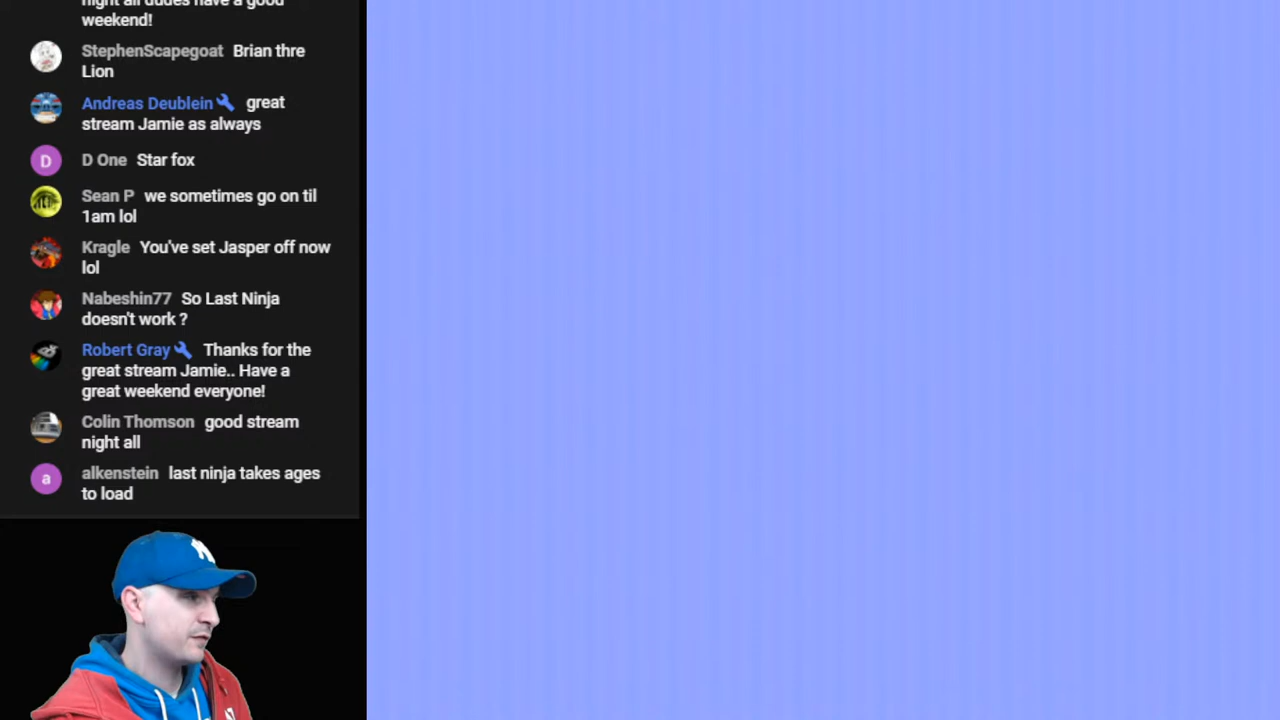 night all dudes have a good
weekend!
StephenScapegoat Brian thre
Lion
Andreas Deublein great
stream Jamie as always
D D One Star fox
Sean P we sometimes go on til
1am lol
Kragle You've set Jasper off now
lol
Nabeshin77 So Last Ninja
doesn't work ?
Robert Gray Thanks for the
great stream Jamie.. Have a
great weekend everyone!
Colin Thomson good stream
night all
a alkenstein last ninja takes ages
to load